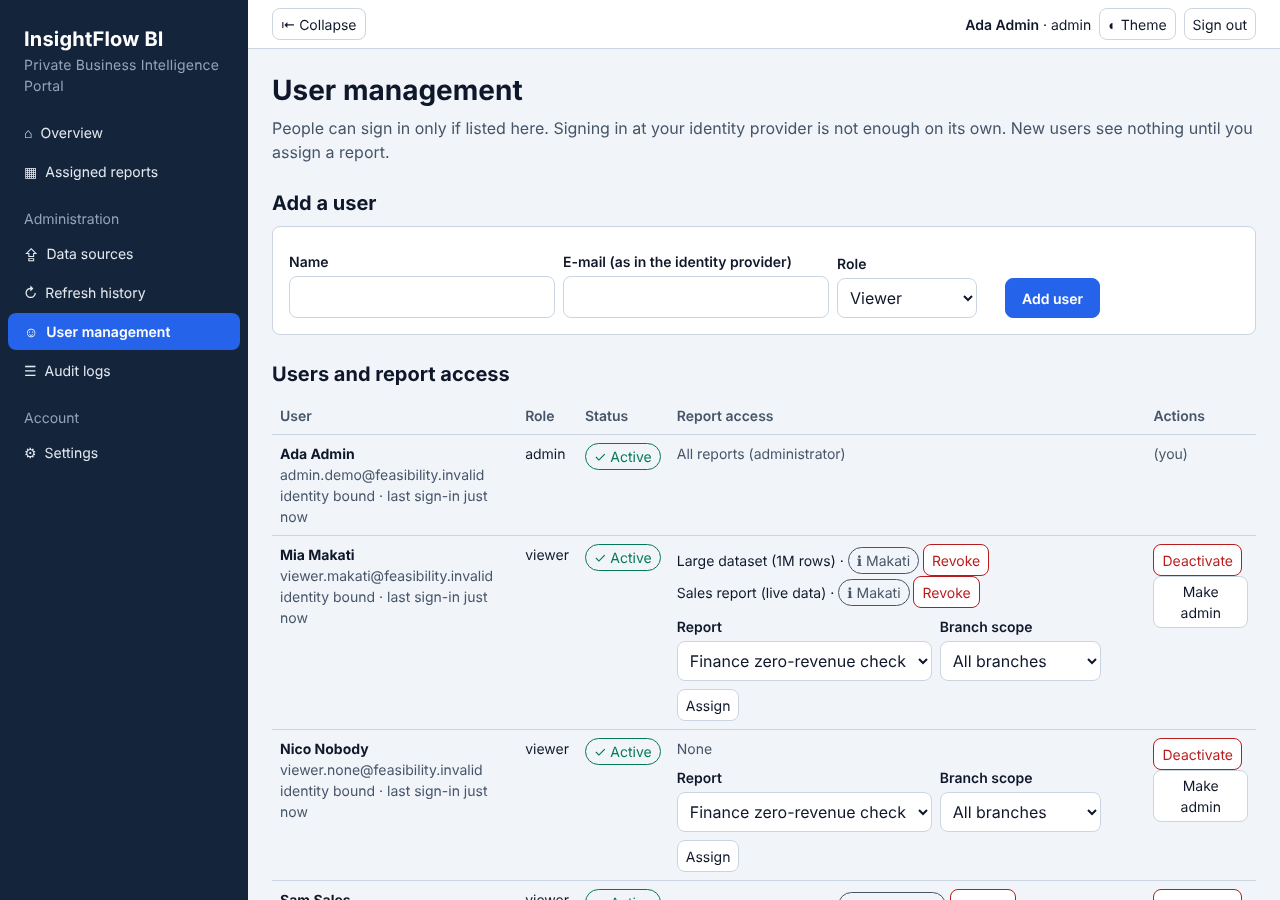 InsightFlow BI
Private Business Intelligence
Portal
Overview
Assigned reports
Administration
Data sources
Refresh history
User management
Audit logs
Account
Settings
⇤ Collapse
Ada Admin · admin
Theme
Sign out
User management
People can sign in only if listed here. Signing in at your identity provider is not enough on its own. New users see nothing until you
assign a report.
Add a user
Name
E-mail (as in the identity provider)
Role
Viewer
Add user
Users and report access
User Role Status Report access Actions
Ada Admin admin ✓ Active All reports (administrator) (you)
admin.demo@feasibility.invalid
identity bound · last sign-in just
now
Mia Makati viewer ✓ Active
viewer.makati@feasibility.invalid
identity bound · last sign-in just
now
Large dataset (1M rows) · ℹ Makati Revoke
Sales report (live data) · ℹ Makati Revoke
Report Branch scope
Finance zero-revenue check All branches
Assign
Deactivate
Make
admin
Nico Nobody viewer ✓ Active None
viewer.none@feasibility.invalid
identity bound · last sign-in just
now
Report Branch scope
Finance zero-revenue check All branches
Assign
Deactivate
Make
admin
Sam Sales viewer